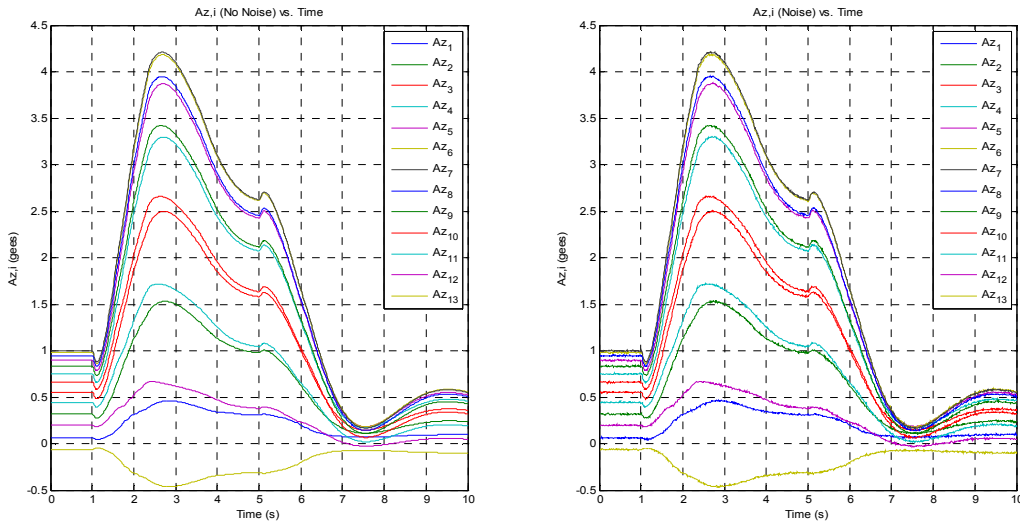 Az,i (No Noise) vs. Time
4.5
4
3.5
3
2.5
2
1.5
1
0.5
0
-0.5
Az,i (gees)
0 1 2 3 4 5 6 7 8 9 10
Time (s)
Az1
Az2
Az3
Az4
Az5
Az6
Az7
Az8
Az9
Az10
Az11
Az12
Az13
Az,i (Noise) vs. Time
4.5
4
3.5
3
2.5
2
1.5
1
0.5
0
-0.5
Az,i (gees)
0 1 2 3 4 5 6 7 8 9 10
Time (s)
Az1
Az2
Az3
Az4
Az5
Az6
Az7
Az8
Az9
Az10
Az11
Az12
Az13